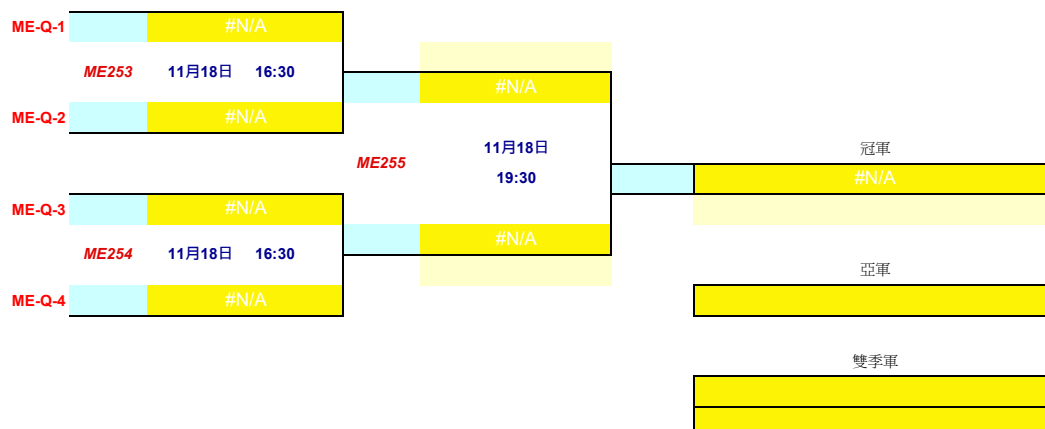 ME-Q-1
#N/A
ME253 11月18日 16:30
#N/A
ME-Q-2
#N/A
11月18日
冠軍
ME255
19:30
#N/A
ME-Q-3
#N/A
#N/A
ME254 11月18日 16:30
亞軍
ME-Q-4
#N/A
雙季軍